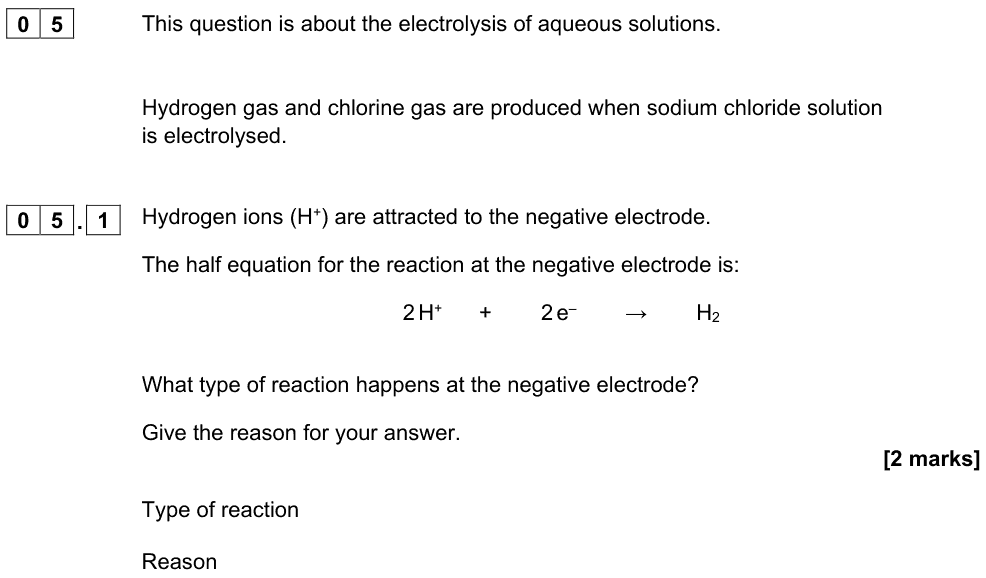 0 5 This question is about the electrolysis of aqueous solutions.
Hydrogen gas and chlorine gas are produced when sodium chloride solution
is electrolysed.
0 5 . 1 Hydrogen ions (H⁺) are attracted to the negative electrode.
The half equation for the reaction at the negative electrode is:
2 H⁺ + 2 e⁻ → H₂
What type of reaction happens at the negative electrode?
Give the reason for your answer.
[2 marks]
Type of reaction
Reason